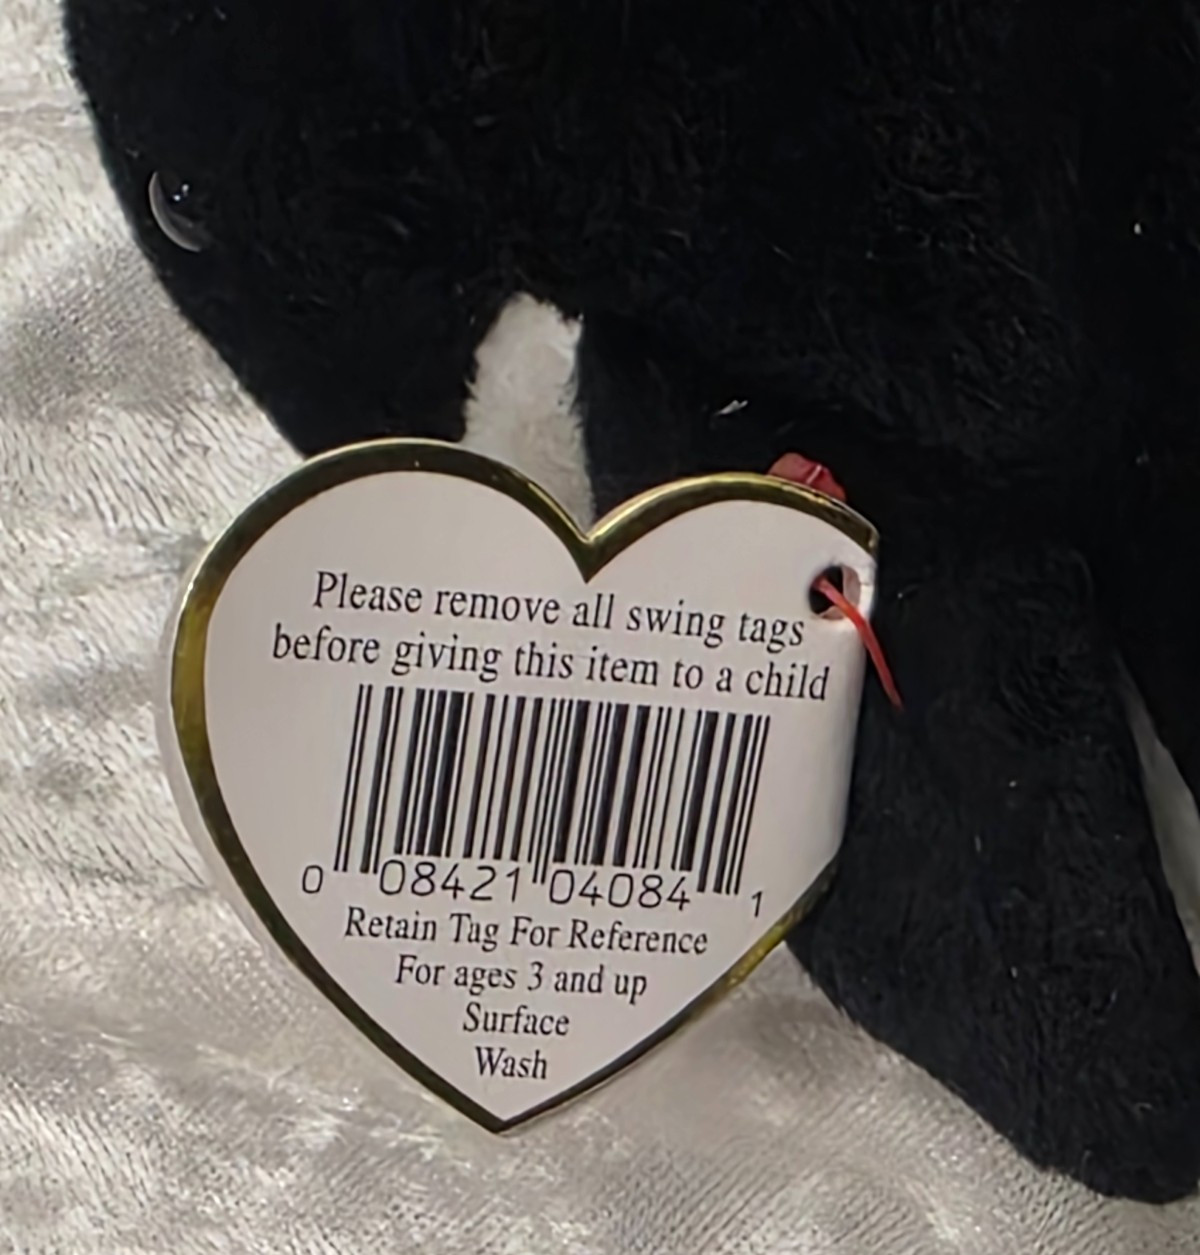 Please remove all swing tags
before giving this item to a child
0 08421 04084 1
Retain Tag For Reference
For ages 3 and up
Surface
Wash